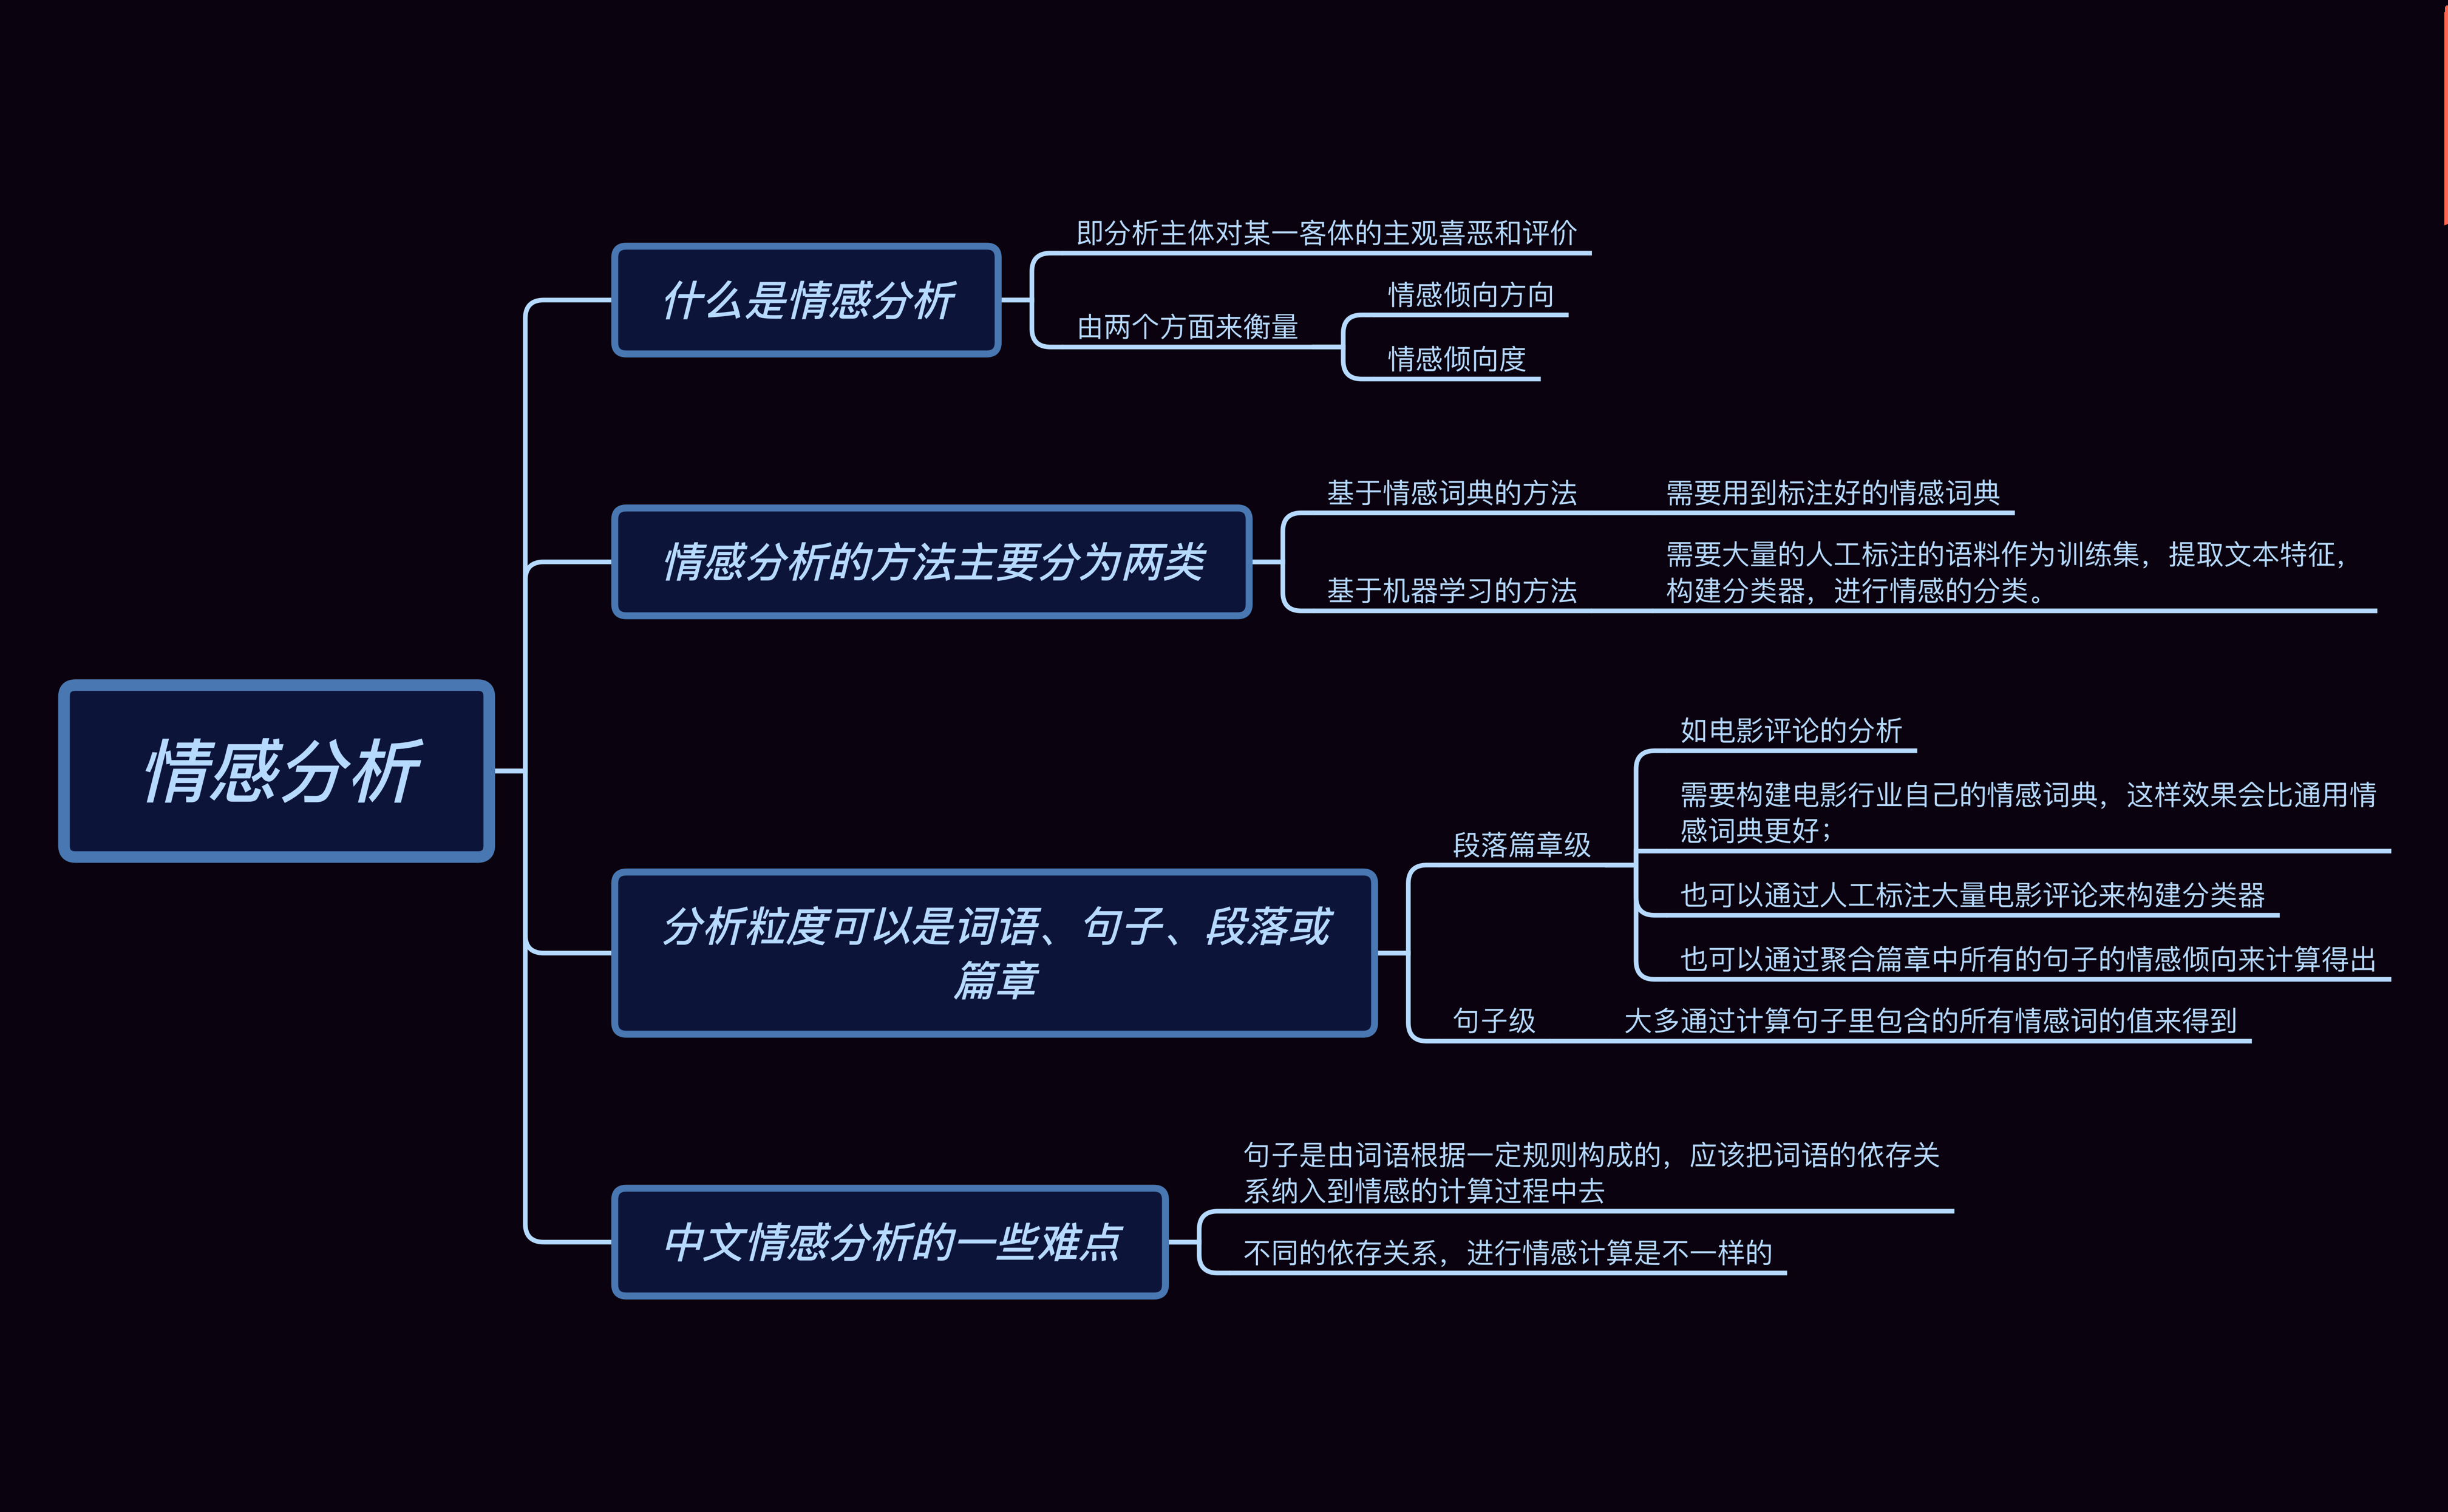 情感分析
什么是情感分析
即分析主体对某一客体的主观喜恶和评价
由两个方面来衡量
情感倾向方向
情感倾向度
情感分析的方法主要分为两类
基于情感词典的方法
需要用到标注好的情感词典
基于机器学习的方法
需要大量的人工标注的语料作为训练集，提取文本特征，
构建分类器，进行情感的分类。
分析粒度可以是词语、句子、段落或
篇章
段落篇章级
如电影评论的分析
需要构建电影行业自己的情感词典，这样效果会比通用情
感词典更好；
也可以通过人工标注大量电影评论来构建分类器
也可以通过聚合篇章中所有的句子的情感倾向来计算得出
句子级
大多通过计算句子里包含的所有情感词的值来得到
中文情感分析的一些难点
句子是由词语根据一定规则构成的，应该把词语的依存关
系纳入到情感的计算过程中去
不同的依存关系，进行情感计算是不一样的